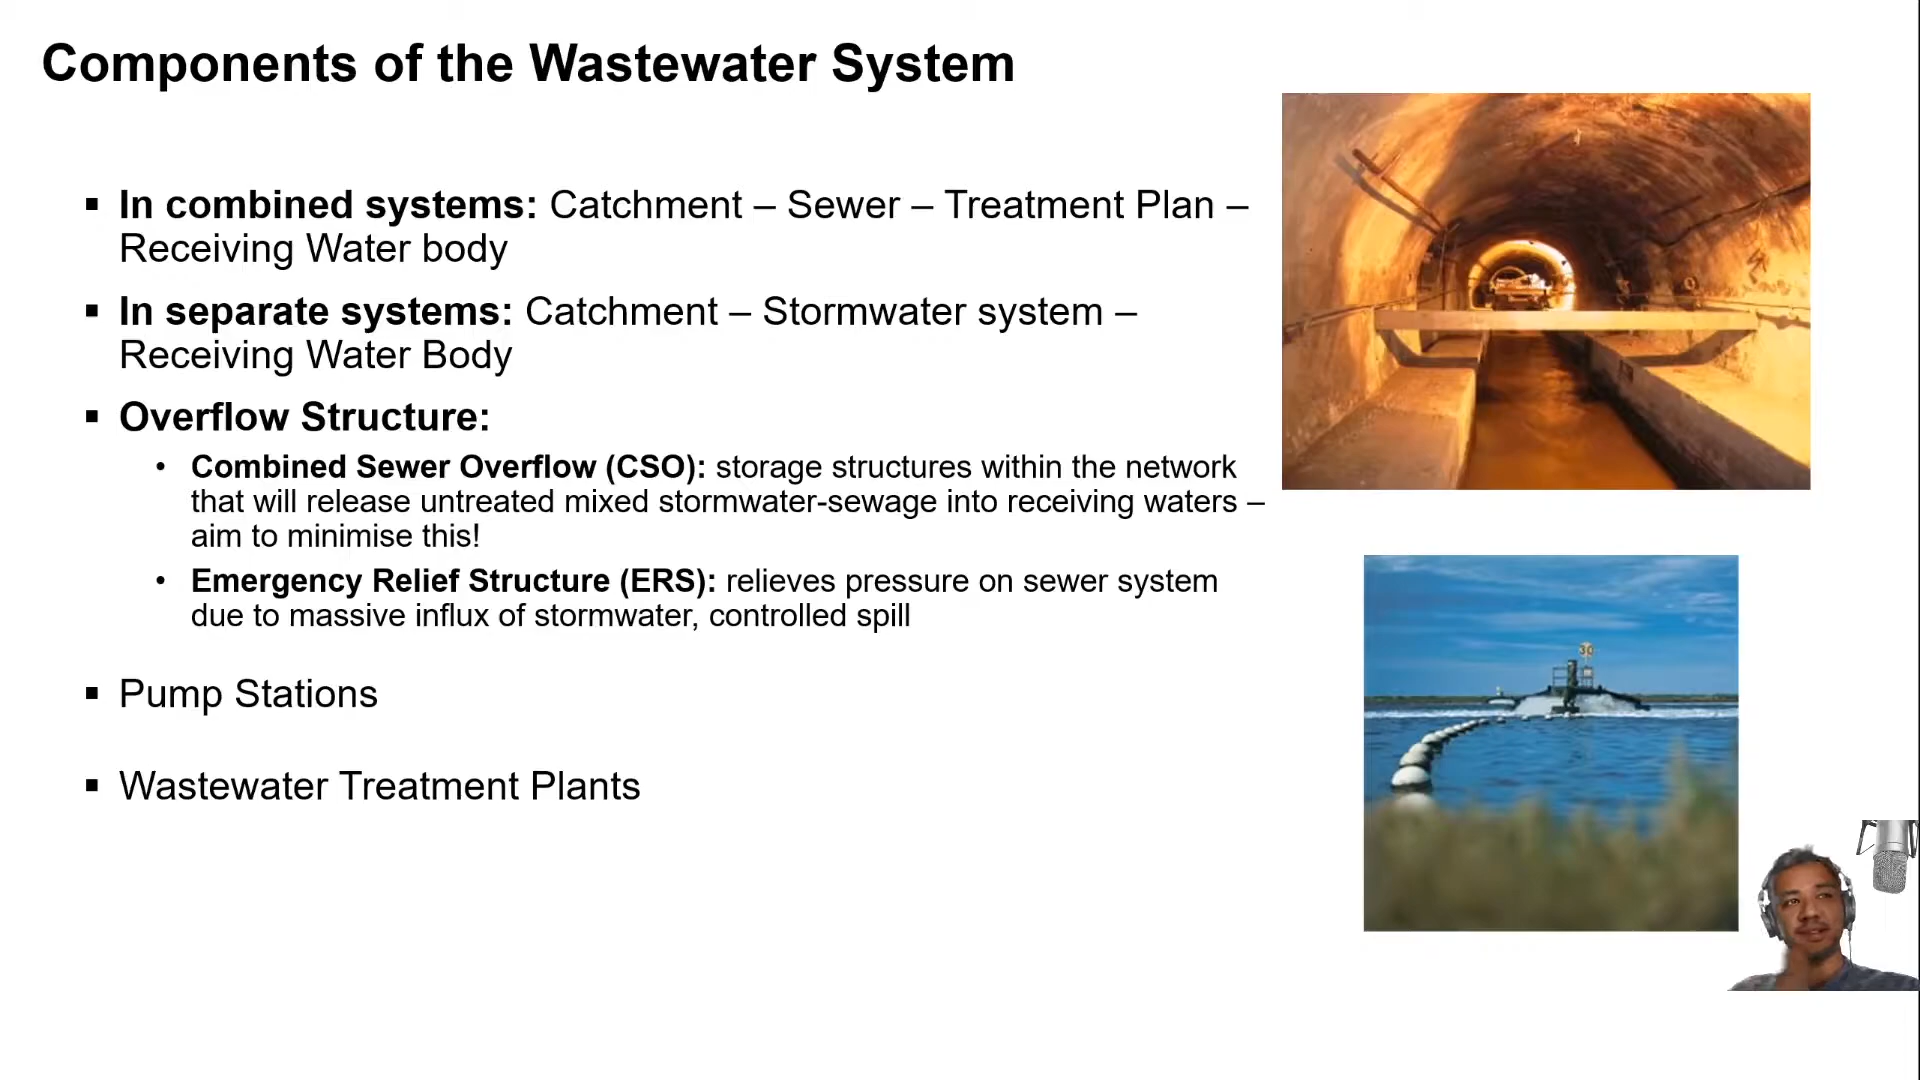 Components of the Wastewater System
▪ In combined systems: Catchment – Sewer – Treatment Plan –
Receiving Water body
▪ In separate systems: Catchment – Stormwater system –
Receiving Water Body
▪ Overflow Structure:
• Combined Sewer Overflow (CSO): storage structures within the network
that will release untreated mixed stormwater-sewage into receiving waters –
aim to minimise this!
• Emergency Relief Structure (ERS): relieves pressure on sewer system
due to massive influx of stormwater, controlled spill
▪ Pump Stations
▪ Wastewater Treatment Plants
30